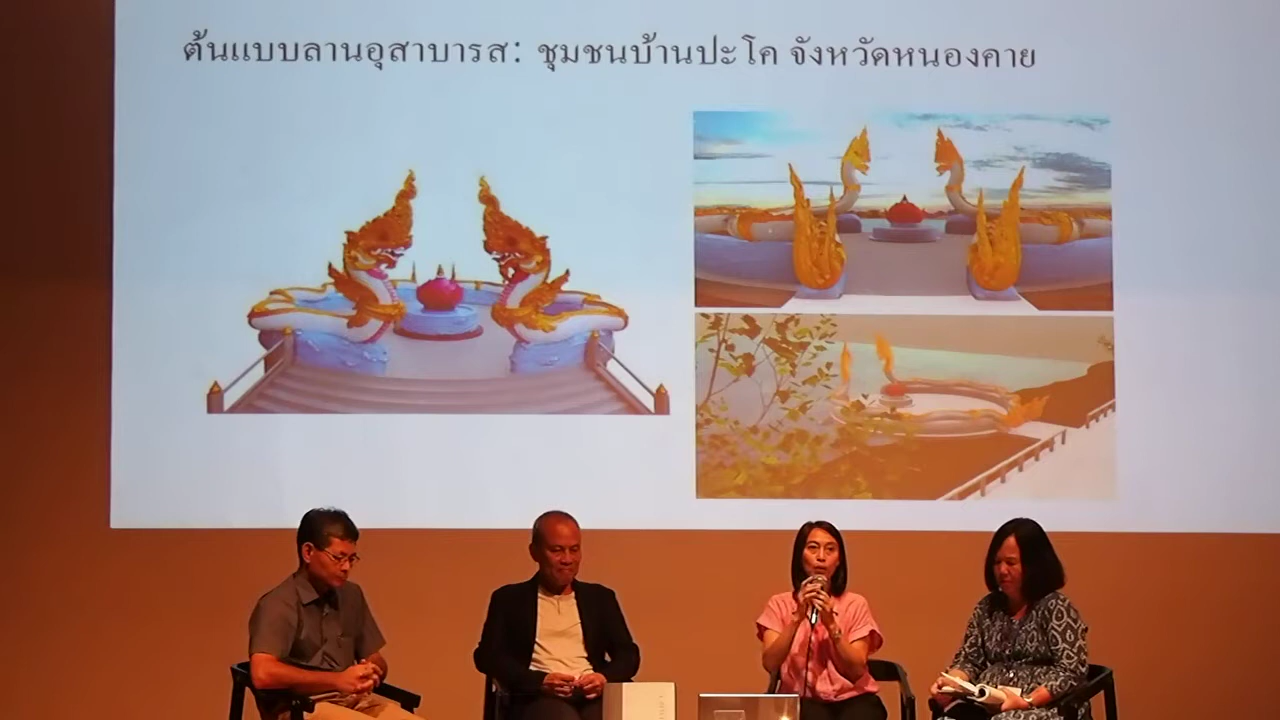 ต้นแบบลานอุสาบารส: ชุมชนบ้านปะโค จังหวัดหนองคาย